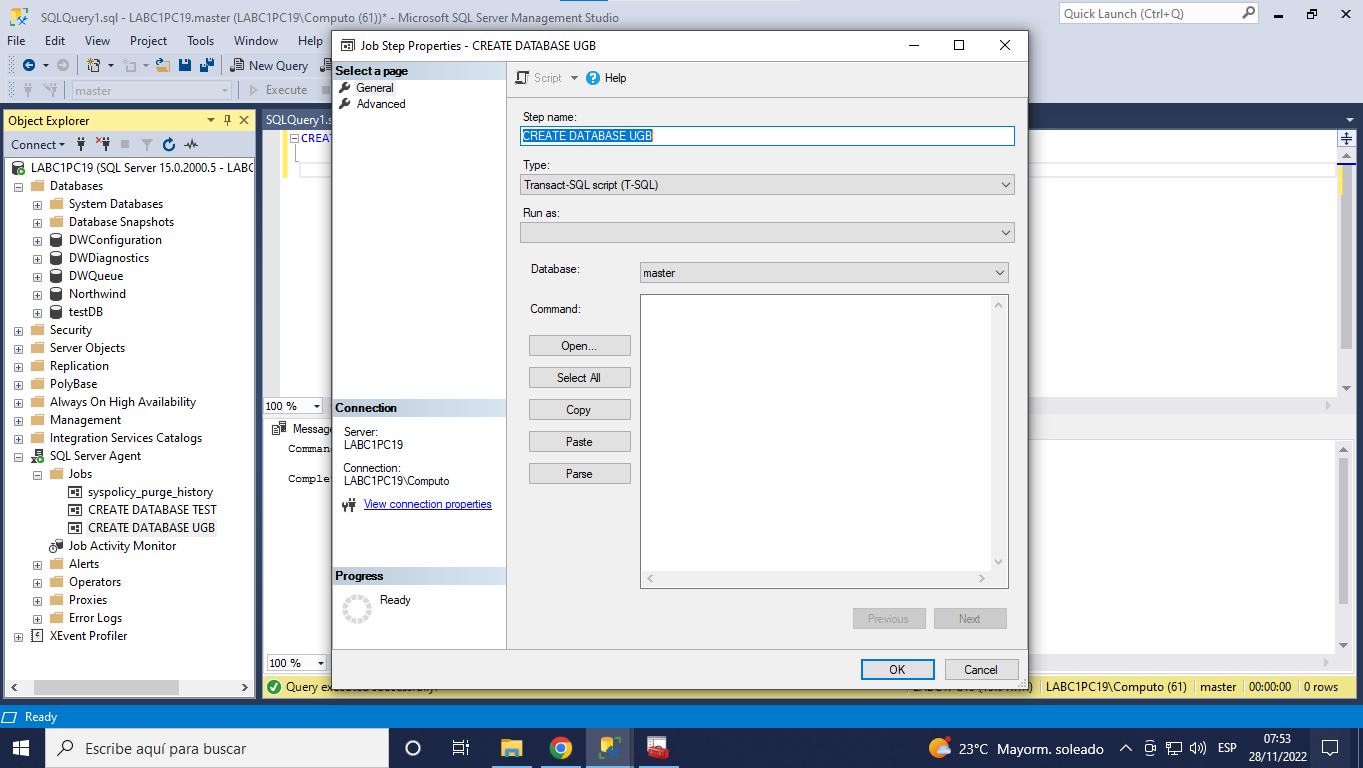 SQLQuery1.sql - LABC1PC19.master (LABC1PC19\Computo (61))* - Microsoft SQL Server Management Studio
Quick Launch (Ctrl+Q)
File Edit View Project Tools Window Help
New Query
master
Execute
Object Explorer
Connect
LABC1PC19 (SQL Server 15.0.2000.5 - LABC
Databases
System Databases
Database Snapshots
DWConfiguration
DWDiagnostics
DWQueue
Northwind
testDB
Security
Server Objects
Replication
PolyBase
Always On High Availability
Management
Integration Services Catalogs
SQL Server Agent
Jobs
syspolicy_purge_history
CREATE DATABASE TEST
CREATE DATABASE UGB
Job Activity Monitor
Alerts
Operators
Proxies
Error Logs
XEvent Profiler
SQLQuery1.s
CREA
100 %
Messag
Comman
Comple
100 %
Job Step Properties - CREATE DATABASE UGB
Select a page
General
Advanced
Connection
Server:
LABC1PC19
Connection:
LABC1PC19\Computo
View connection properties
Progress
Ready
Script
Help
Step name:
CREATE DATABASE UGB
Type:
Transact-SQL script (T-SQL)
Run as:
Database:
master
Command:
Open...
Select All
Copy
Paste
Parse
Previous
Next
OK
Cancel
Query executed successfully.
LABC1PC19\Computo (61)
master
00:00:00
0 rows
Ready
Escribe aquí para buscar
23°C Mayorm. soleado
ESP
07:53
28/11/2022